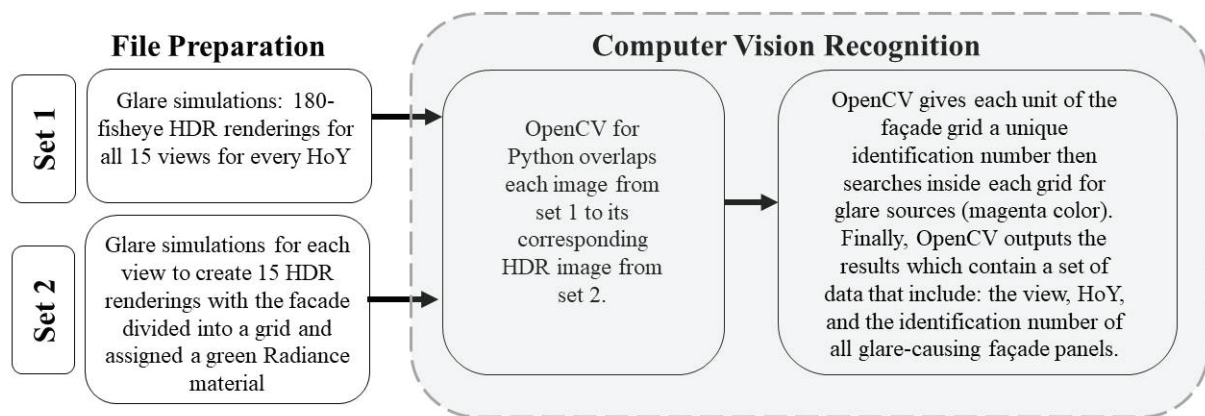 File Preparation
Computer Vision Recognition
Set 1
Glare simulations: 180-
fisheye HDR renderings for
all 15 views for every HoY
Set 2
Glare simulations for each
view to create 15 HDR
renderings with the facade
divided into a grid and
assigned a green Radiance
material
OpenCV for
Python overlaps
each image from
set 1 to its
corresponding
HDR image from
set 2.
OpenCV gives each unit of the
façade grid a unique
identification number then
searches inside each grid for
glare sources (magenta color).
Finally, OpenCV outputs the
results which contain a set of
data that include: the view, HoY,
and the identification number of
all glare-causing façade panels.